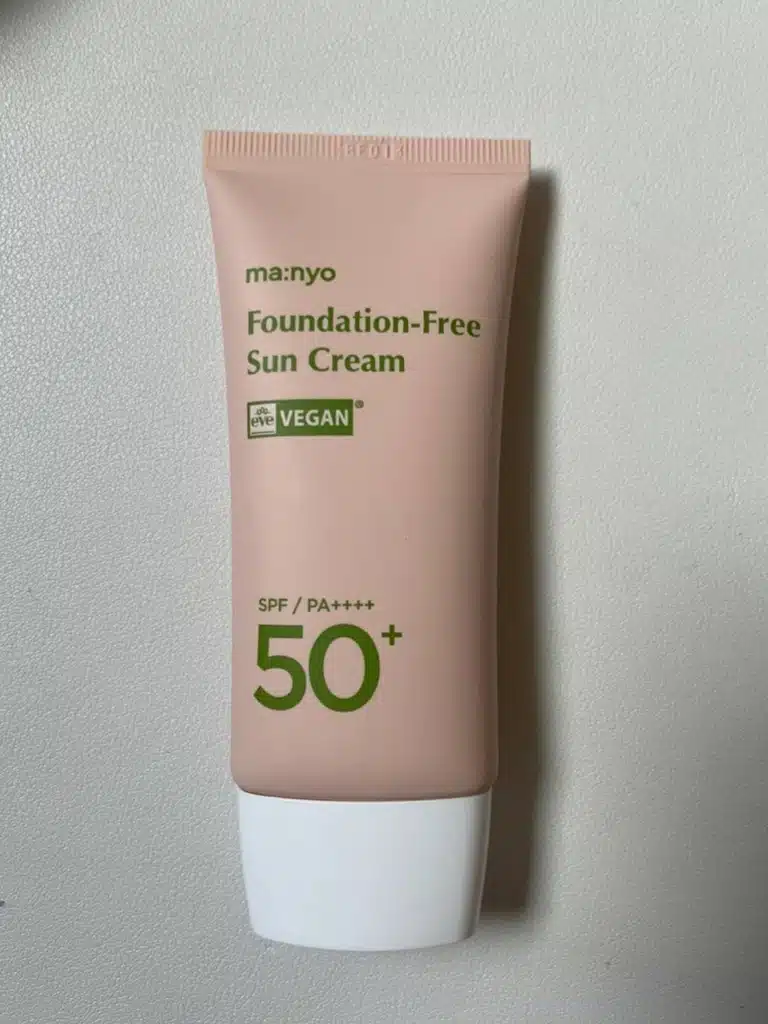 ma:nyo
Foundation-Free
Sun Cream
eve VEGAN®
SPF / PA++++
50+